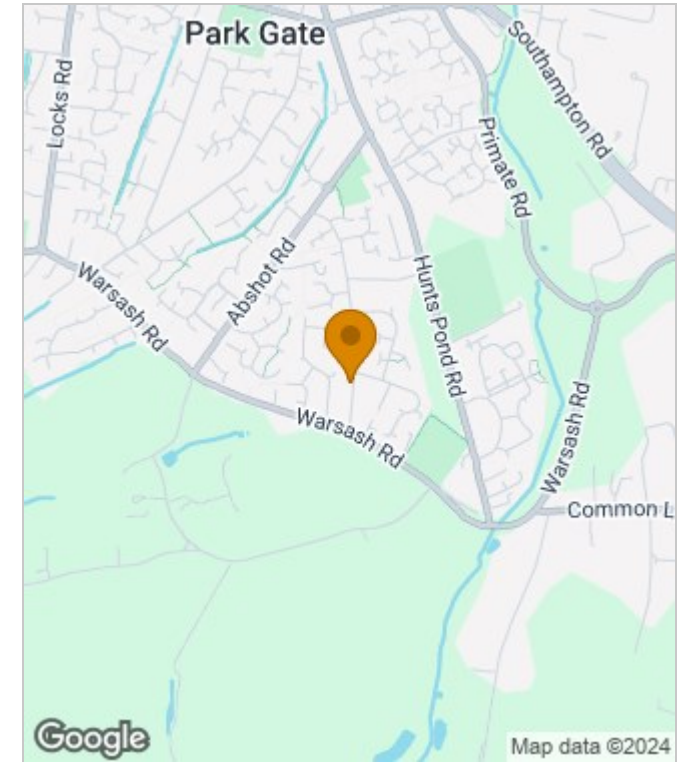 Park Gate
Southampton Rd
Locks Rd
Primate Rd
Abshot Rd
Warsash Rd
Hunts Pond Rd
Warsash Rd
Warsash Rd
Common L
Google
Map data ©2024